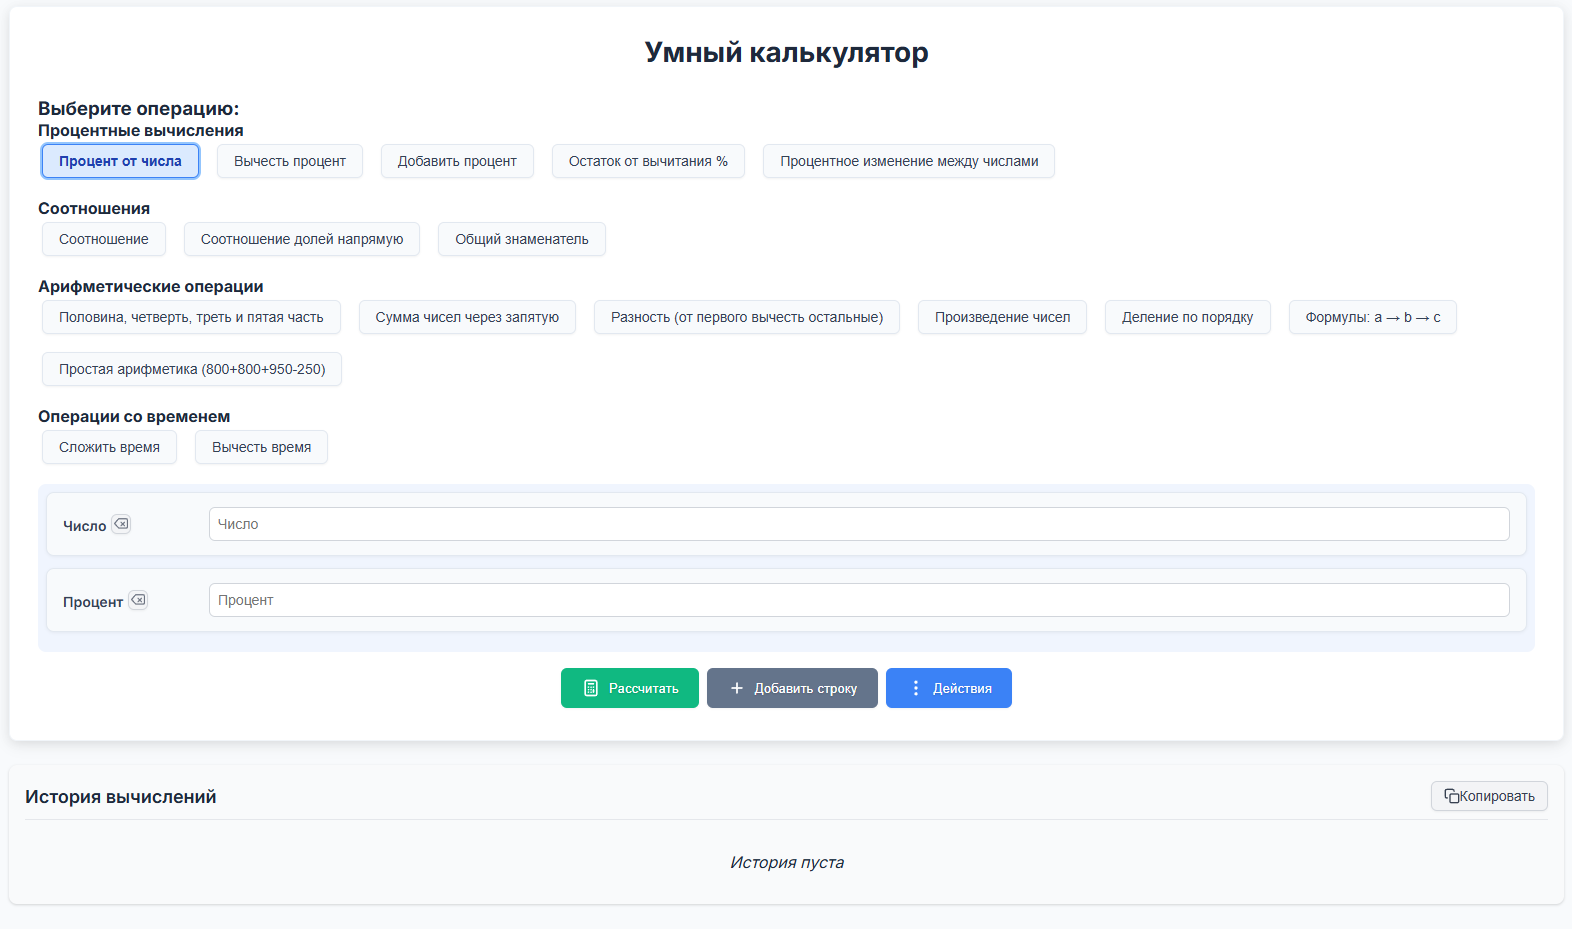 Умный калькулятор
Выберите операцию:
Процентные вычисления
Процент от числа Вычесть процент Добавить процент Остаток от вычитания % Процентное изменение между числами
Соотношения
Соотношение Соотношение долей напрямую Общий знаменатель
Арифметические операции
Половина, четверть, треть и пятая часть Сумма чисел через запятую Разность (от первого вычесть остальные) Произведение чисел Деление по порядку Формулы: a → b → c
Простая арифметика (800+800+950-250)
Операции со временем
Сложить время Вычесть время
Число Число
Процент Процент
Рассчитать Добавить строку Действия
История вычислений Копировать
История пуста